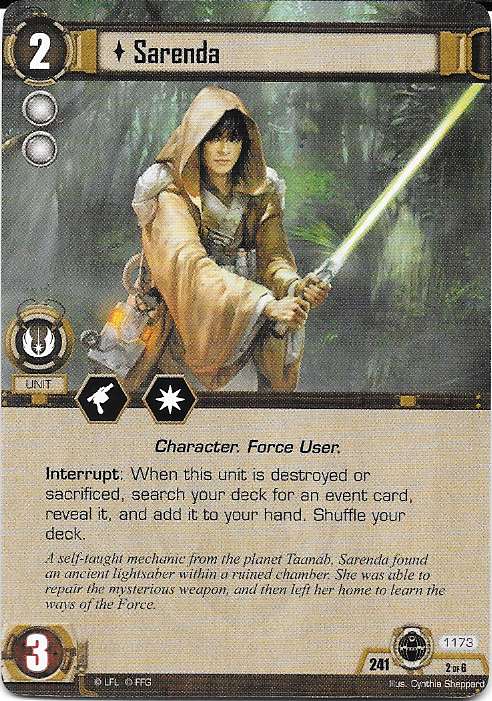 2
Sarenda
UNIT
Character. Force User.
Interrupt: When this unit is destroyed or
sacrificed, search your deck for an event card,
reveal it, and add it to your hand. Shuffle your
deck.
A self-taught mechanic from the planet Taanab, Sarenda found
an ancient lightsaber within a ruined chamber. She was able to
repair the mysterious weapon, and then left her home to learn the
ways of the Force.
3
241
1173
2 OF 6
© LFL © FFG
Illus. Cynthia Sheppard